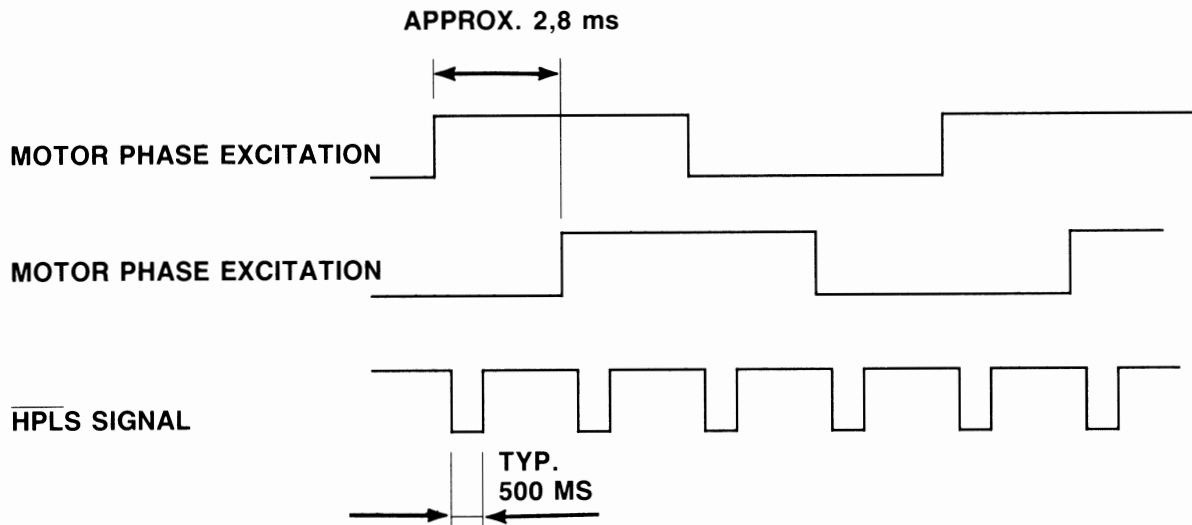 APPROX. 2,8 ms
MOTOR PHASE EXCITATION
MOTOR PHASE EXCITATION
HPLS SIGNAL
TYP.
500 MS